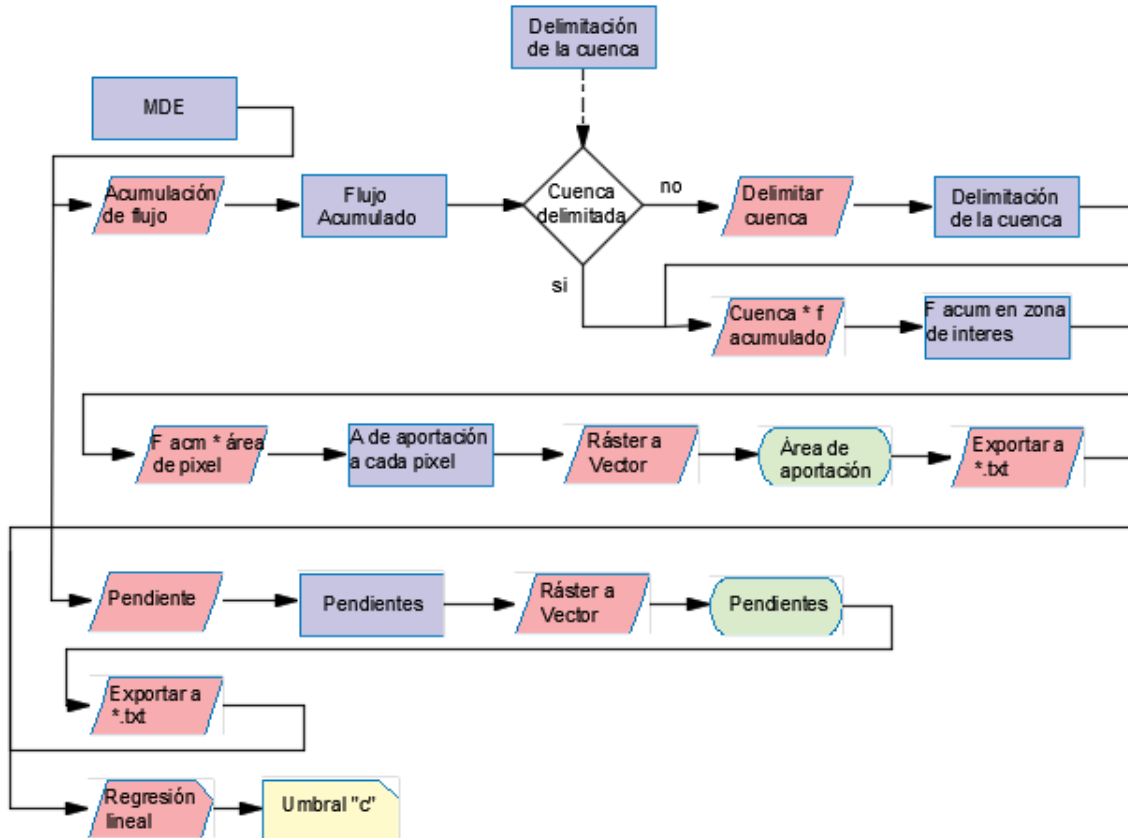 Delimitación
de la cuenca
MDE
Acumulación
de flujo
Flujo
Acumulado
Cuenca
delimitada
no
Delimitar
cuenca
Delimitación
de la cuenca
si
Cuenca * f
acumulado
F acum en zona
de interes
F acm * área
de pixel
A de aportación
a cada pixel
Ráster a
Vector
Área de
aportación
Exportar a
*.txt
Pendiente
Pendientes
Ráster a
Vector
Pendientes
Exportar a
*.txt
Regresión
lineal
Umbral "c"